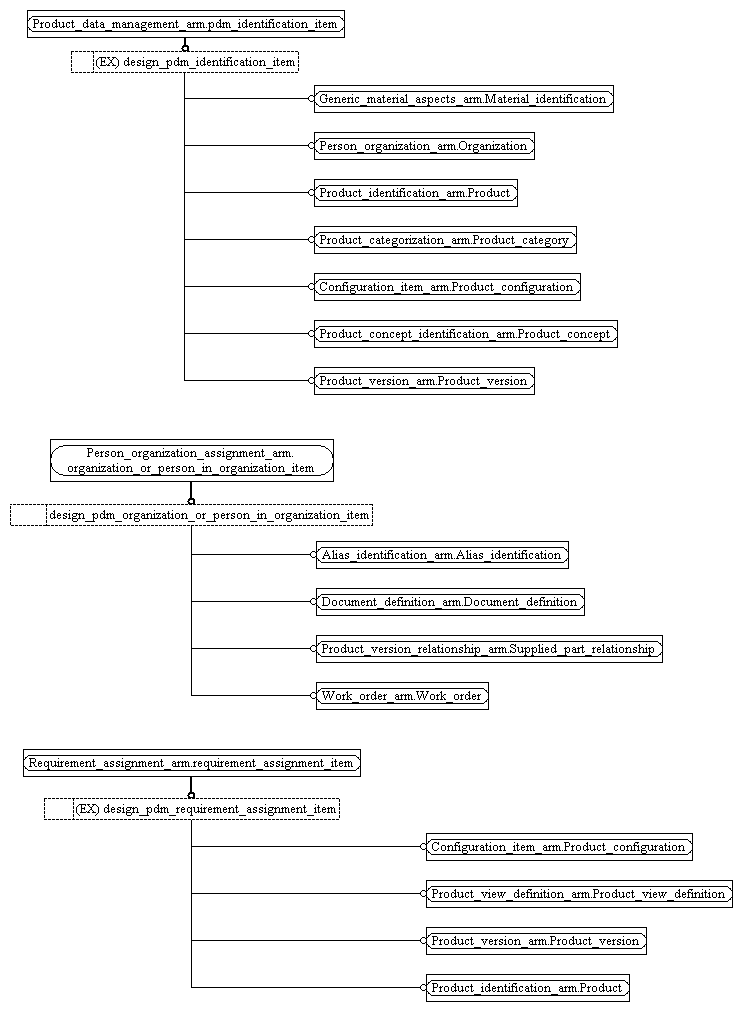 Product_data_management_arm.pdm_identification_item
(EX) design_pdm_identification_item
Generic_material_aspects_arm.Material_identification
Person_organization_arm.Organization
Product_identification_arm.Product
Product_categorization_arm.Product_category
Configuration_item_arm.Product_configuration
Product_concept_identification_arm.Product_concept
Product_version_arm.Product_version
Person_organization_assignment_arm.
organization_or_person_in_organization_item
design_pdm_organization_or_person_in_organization_item
Alias_identification_arm.Alias_identification
Document_definition_arm.Document_definition
Product_version_relationship_arm.Supplied_part_relationship
Work_order_arm.Work_order
Requirement_assignment_arm.requirement_assignment_item
(EX) design_pdm_requirement_assignment_item
Configuration_item_arm.Product_configuration
Product_view_definition_arm.Product_view_definition
Product_version_arm.Product_version
Product_identification_arm.Product